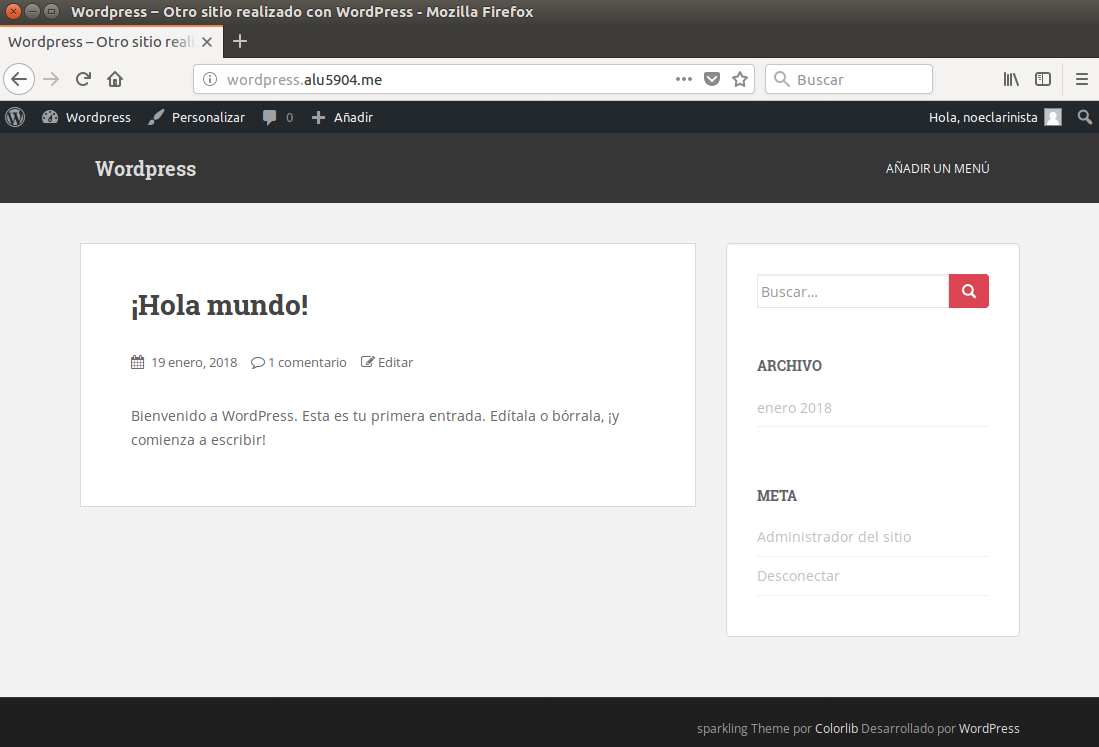 Wordpress – Otro sitio realizado con WordPress - Mozilla Firefox
Wordpress – Otro sitio reali
wordpress.alu5904.me
Buscar
Wordpress
Personalizar
0
Añadir
Hola, noeclarinista
Wordpress
AÑADIR UN MENÚ
¡Hola mundo!
19 enero, 2018
1 comentario
Editar
Bienvenido a WordPress. Esta es tu primera entrada. Edítala o bórrala, ¡y
comienza a escribir!
Buscar...
ARCHIVO
enero 2018
META
Administrador del sitio
Desconectar
sparkling Theme por Colorlib Desarrollado por WordPress